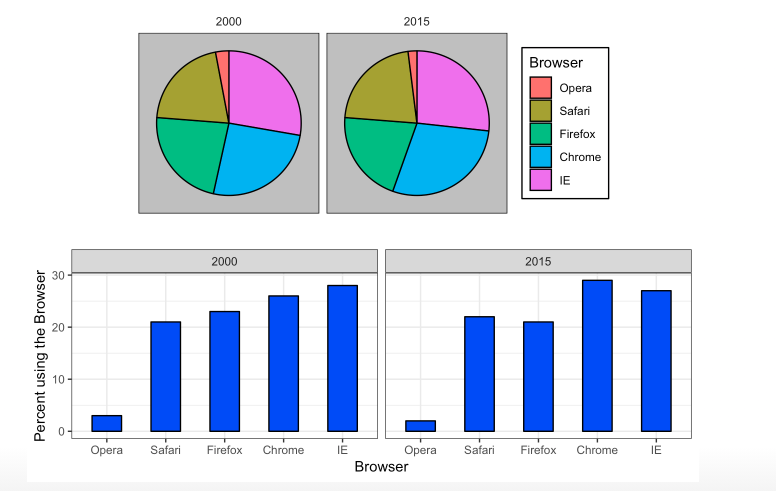 2000 2015
Browser
Opera
Safari
Firefox
Chrome
IE
2000 2015
Percent using the Browser
30
20
10
0
Opera Safari Firefox Chrome IE Opera Safari Firefox Chrome IE
Browser